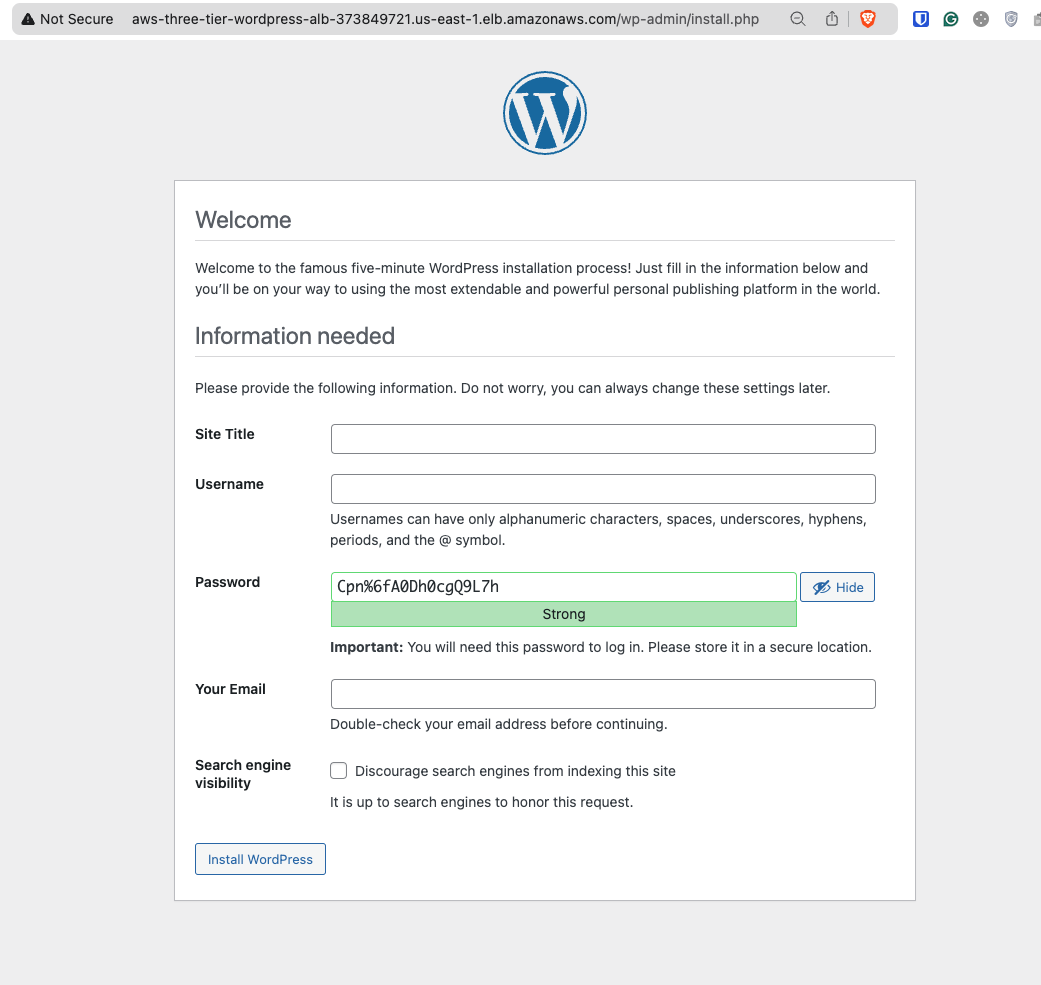 Not Secure aws-three-tier-wordpress-alb-373849721.us-east-1.elb.amazonaws.com/wp-admin/install.php
Welcome
Welcome to the famous five-minute WordPress installation process! Just fill in the information below and
you’ll be on your way to using the most extendable and powerful personal publishing platform in the world.
Information needed
Please provide the following information. Do not worry, you can always change these settings later.
Site Title
Username
Usernames can have only alphanumeric characters, spaces, underscores, hyphens,
periods, and the @ symbol.
Password Cpn%6fA0Dh0cgQ9L7h Hide
Strong
Important: You will need this password to log in. Please store it in a secure location.
Your Email
Double-check your email address before continuing.
Search engine
visibility
Discourage search engines from indexing this site
It is up to search engines to honor this request.
Install WordPress